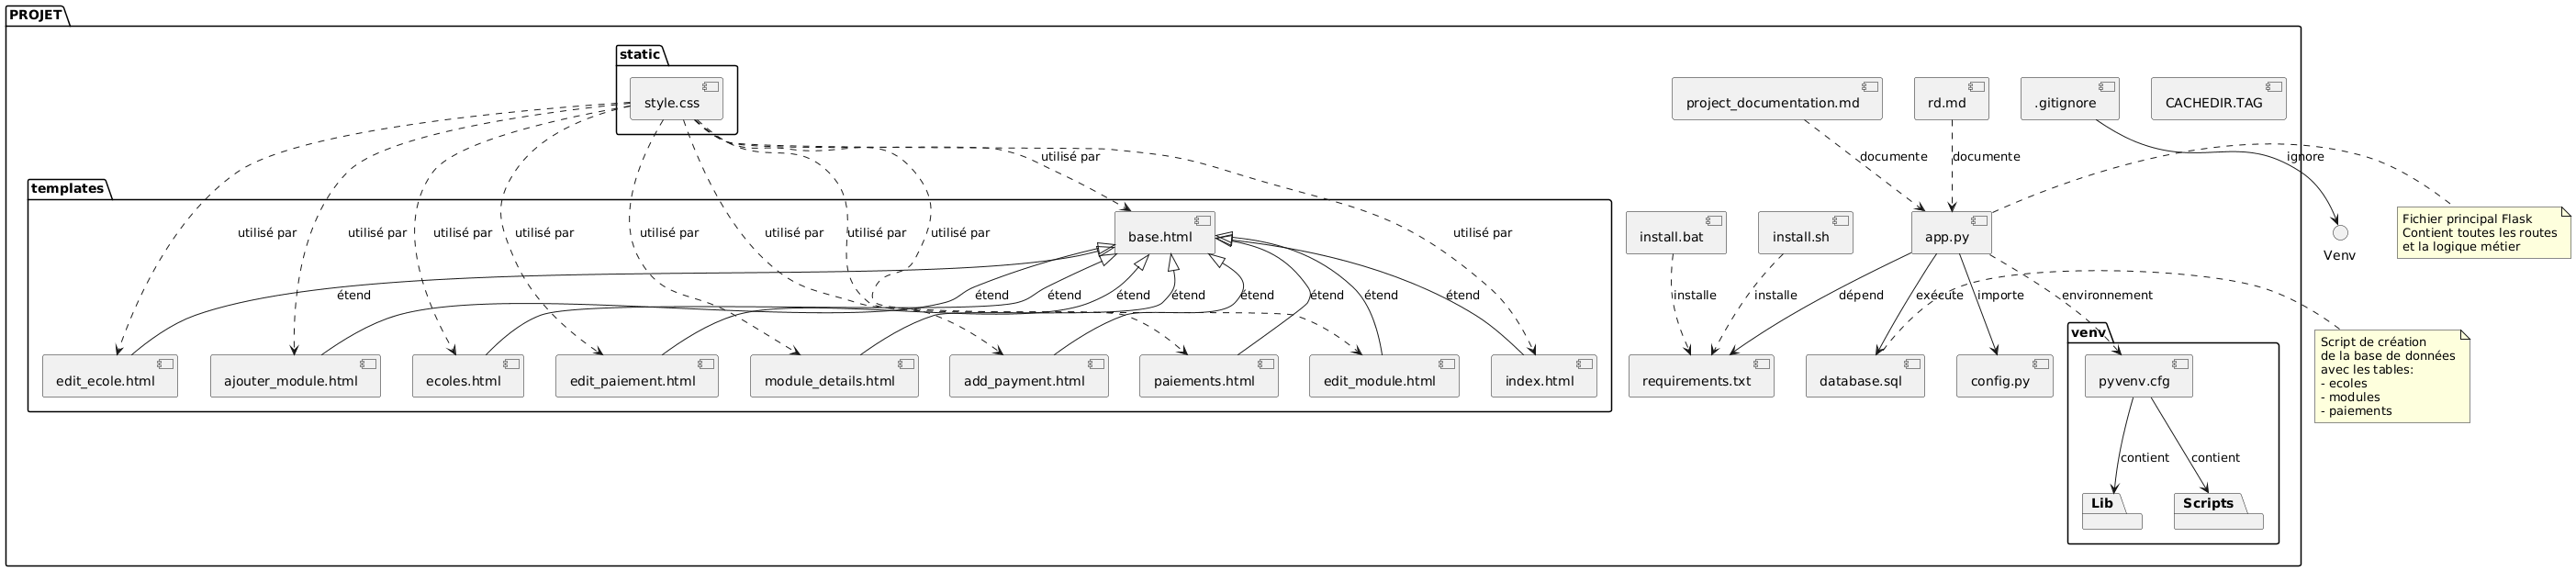 PROJET
static
style.css
project_documentation.md
rd.md
.gitignore
CACHEDIR.TAG
utilisé par
documente
documente
ignore
templates
base.html
install.bat
install.sh
app.py
Venv
Fichier principal Flask
Contient toutes les routes
et la logique métier
utilisé par
utilisé par
utilisé par
utilisé par
utilisé par
utilisé par
utilisé par
utilisé par
utilisé par
étend
étend
étend
étend
étend
étend
étend
étend
étend
installe
installe
dépend
exécute
importe
environnement
venv
edit_ecole.html
ajouter_module.html
ecoles.html
edit_paiement.html
module_details.html
add_payment.html
paiements.html
edit_module.html
index.html
requirements.txt
database.sql
config.py
pyvenv.cfg
Script de création
de la base de données
avec les tables:
- ecoles
- modules
- paiements
contient
contient
Lib
Scripts